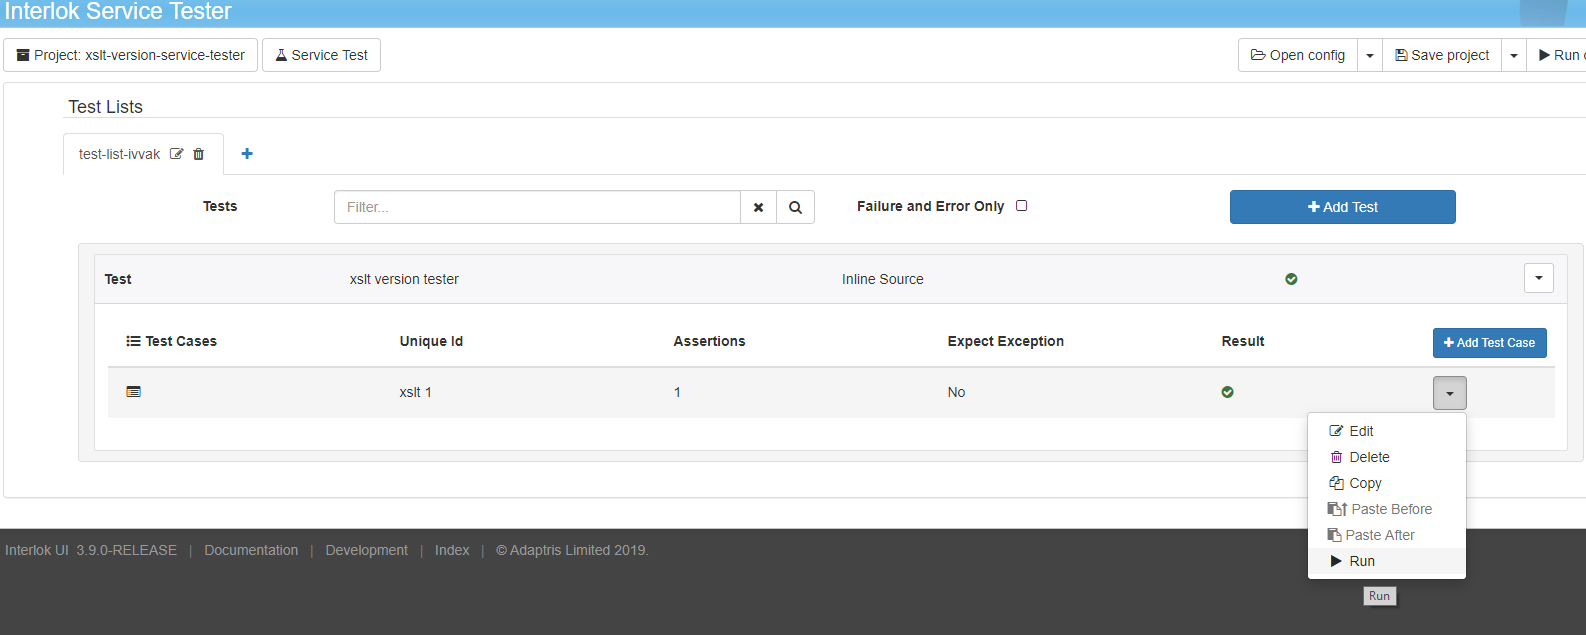 Interlok Service Tester
Project: xslt-version-service-tester Service Test Open config Save project Run
Test Lists
test-list-ivvak
Tests Filter... Failure and Error Only Add Test
Test xslt version tester Inline Source
Test Cases Unique Id Assertions Expect Exception Result Add Test Case
xslt 1 1 No
Edit
Delete
Copy
Paste Before
Paste After
Run
Interlok UI 3.9.0-RELEASE | Documentation | Development | Index | © Adaptris Limited 2019.
Run